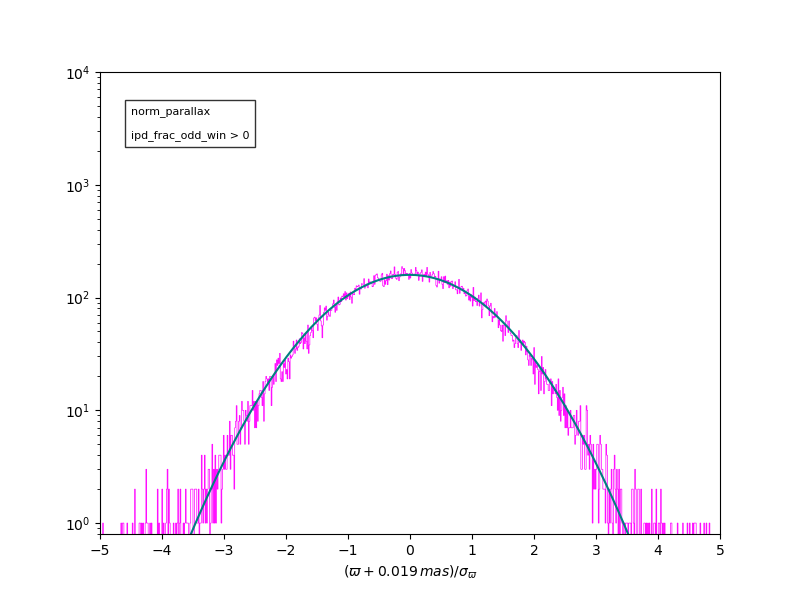 norm_parallax
ipd_frac_odd_win > 0
10⁴
10³
10²
10¹
10⁰
−5 −4 −3 −2 −1 0 1 2 3 4 5
(ϖ + 0.019 mas)/σ_ϖ